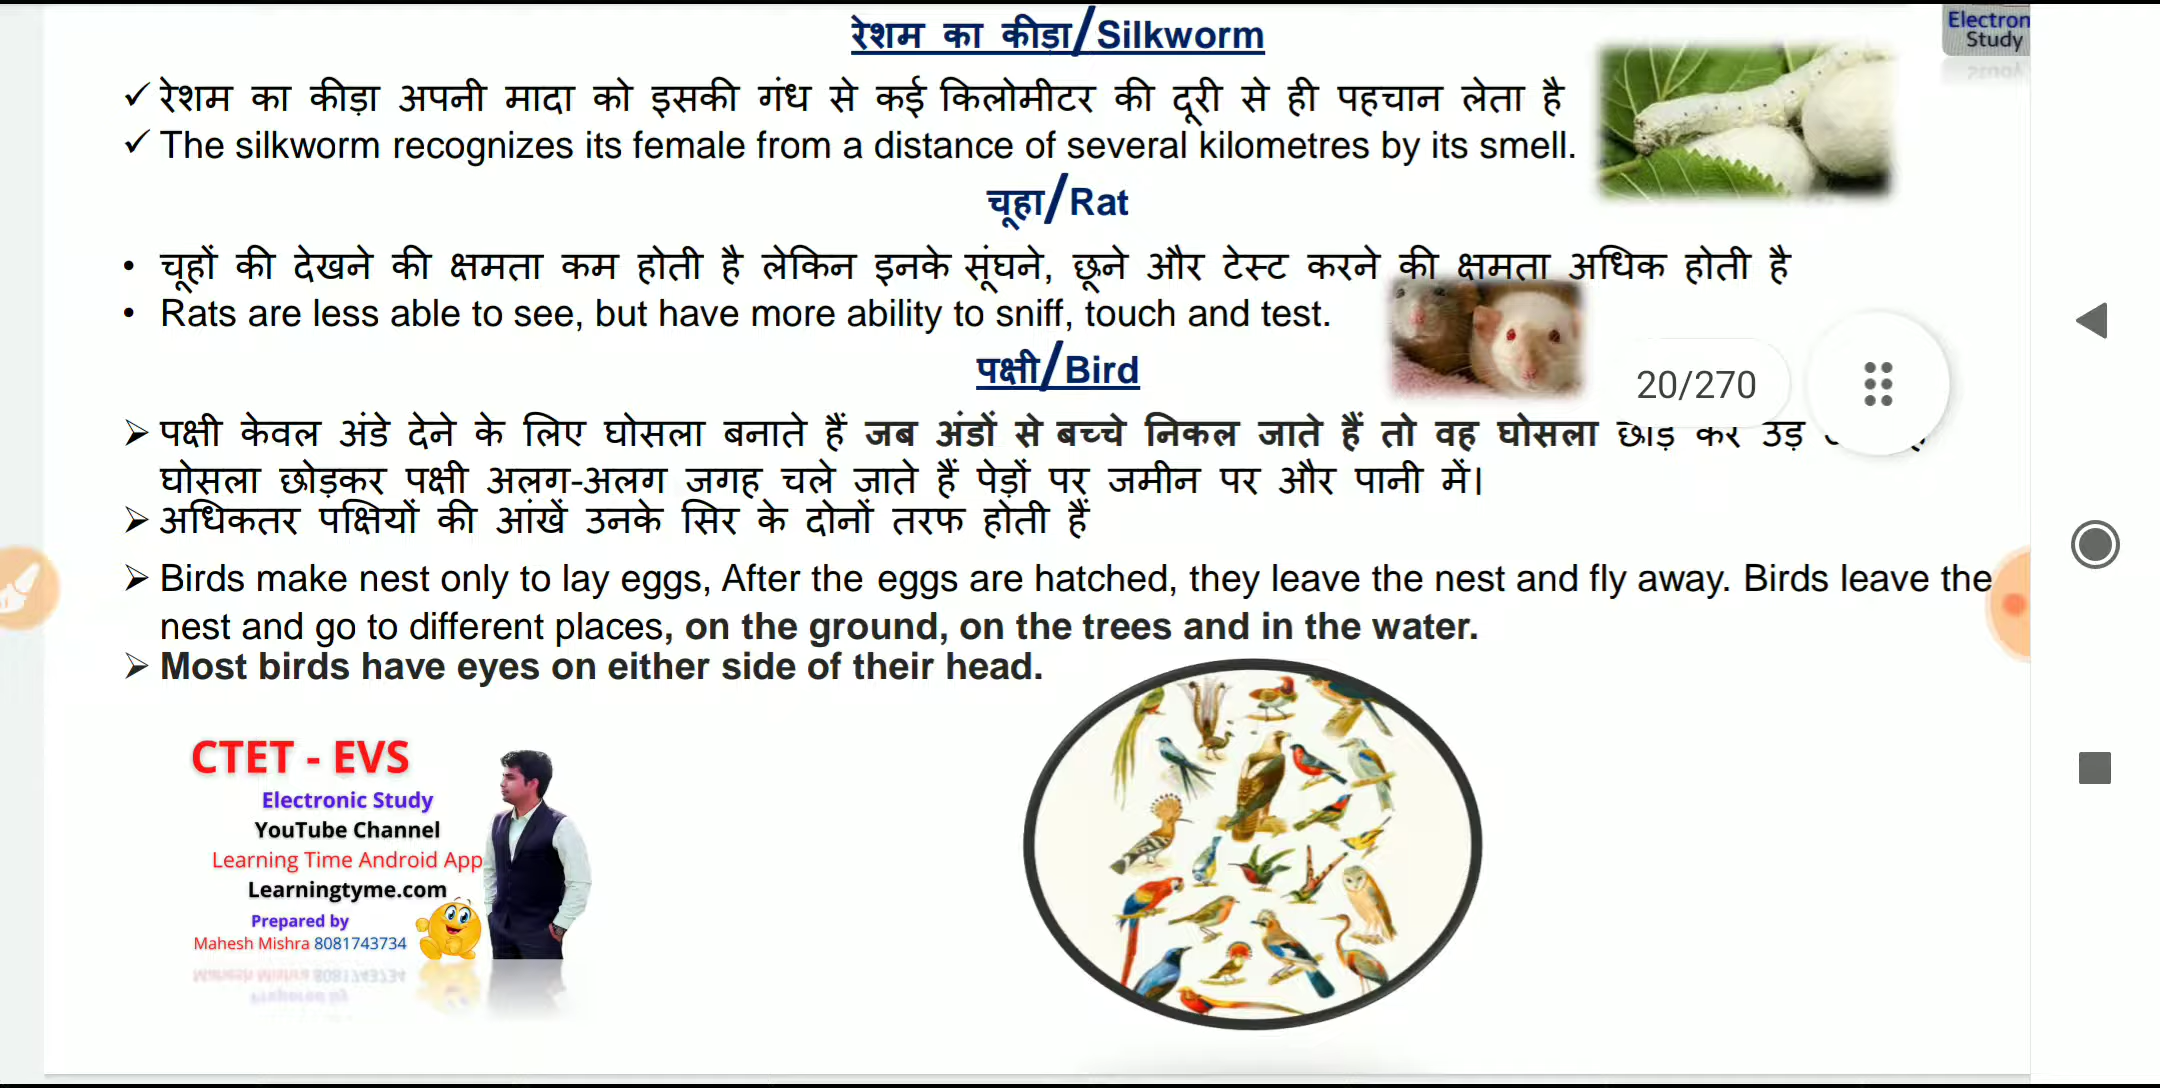 Electron
Study
रेशम का कीड़ा/Silkworm
✓ रेशम का कीड़ा अपनी मादा को इसकी गंध से कई किलोमीटर की दूरी से ही पहचान लेता है
✓ The silkworm recognizes its female from a distance of several kilometres by its smell.
चूहा/Rat
• चूहों की देखने की क्षमता कम होती है लेकिन इनके सूंघने, छूने और टेस्ट करने की क्षमता अधिक होती है
• Rats are less able to see, but have more ability to sniff, touch and test.
पक्षी/Bird
20/270
➢ पक्षी केवल अंडे देने के लिए घोसला बनाते हैं जब अंडों से बच्चे निकल जाते हैं तो वह घोसला छोड़ कर उड़
घोसला छोड़कर पक्षी अलग-अलग जगह चले जाते हैं पेड़ों पर जमीन पर और पानी में।
➢ अधिकतर पक्षियों की आंखें उनके सिर के दोनों तरफ होती हैं
➢ Birds make nest only to lay eggs, After the eggs are hatched, they leave the nest and fly away. Birds leave the
nest and go to different places, on the ground, on the trees and in the water.
➢ Most birds have eyes on either side of their head.
CTET - EVS
Electronic Study
YouTube Channel
Learning Time Android App
Learningtyme.com
Prepared by
Mahesh Mishra 8081743734